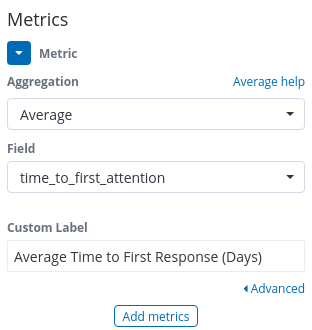 Metrics
Metric
Aggregation Average help
Average
Field
time_to_first_attention
Custom Label
Average Time to First Response (Days)
Advanced
Add metrics